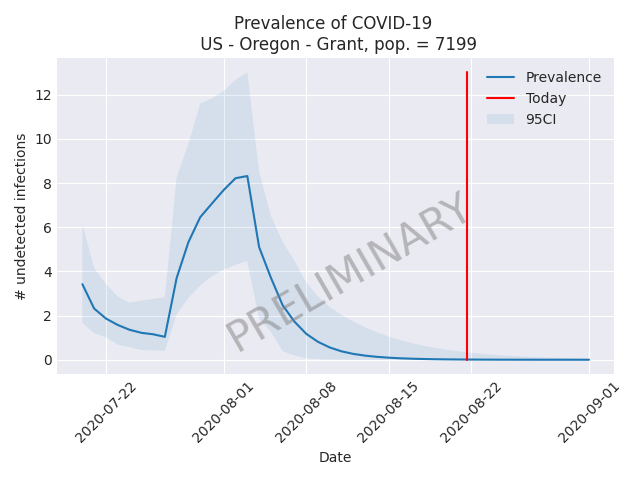 Prevalence of COVID-19
US - Oregon - Grant, pop. = 7199
Prevalence
Today
95CI
12
10
8
6
4
2
0
# undetected infections
PRELIMINARY
2020-07-22
2020-08-01
2020-08-08
2020-08-15
2020-08-22
2020-09-01
Date